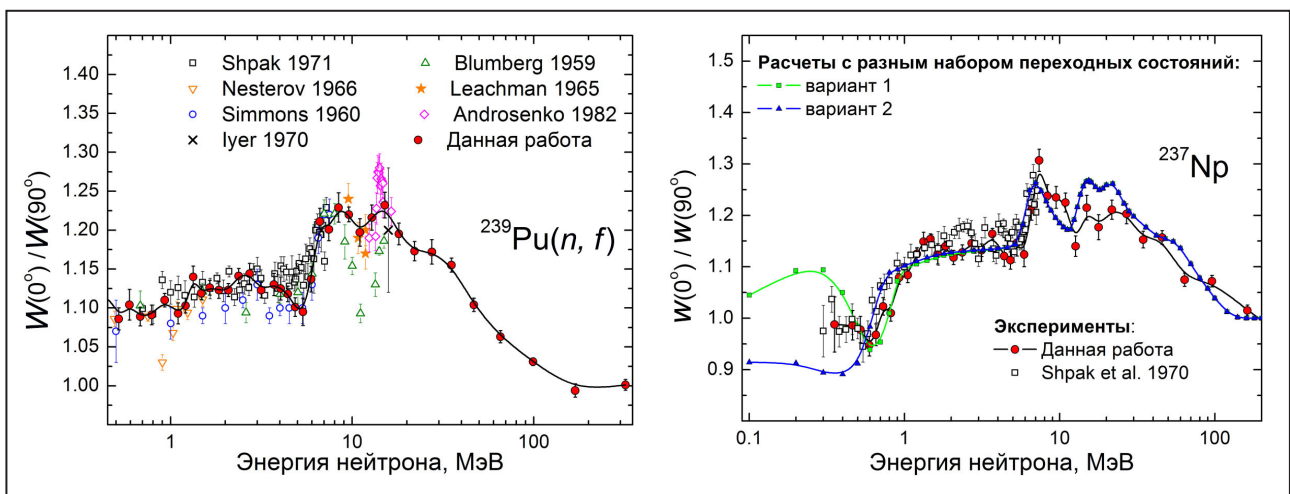 Shpak 1971
Nesterov 1966
Simmons 1960
Iyer 1970
Blumberg 1959
Leachman 1965
Androsenko 1982
Данная работа
²³⁹Pu(n, f)
W(0º) / W(90º)
1.40
1.35
1.30
1.25
1.20
1.15
1.10
1.05
1.00
1
10
100
Энергия нейтрона, МэВ
Расчеты с разным набором переходных состояний:
вариант 1
вариант 2
²³⁷Np
Эксперименты:
Данная работа
Shpak et al. 1970
w(0º) / w(90º)
1.5
1.4
1.3
1.2
1.1
1.0
0.9
0.1
1
10
100
Энергия нейтрона, МэВ